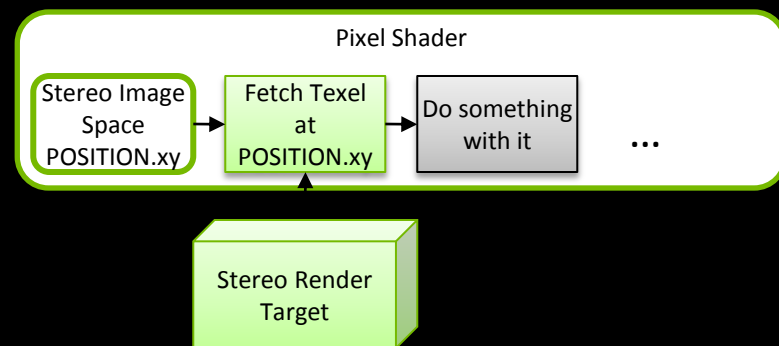 Pixel Shader
Stereo Image
Space
POSITION.xy
Fetch Texel
at
POSITION.xy
Do something
with it
...
Stereo Render
Target